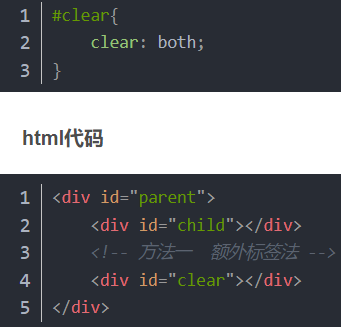 1 #clear{
2     clear: both;
3 }
html代码
1 <div id="parent">
2     <div id="child"></div>
3     <!-- 方法一  额外标签法 -->
4     <div id="clear"></div>
5 </div>